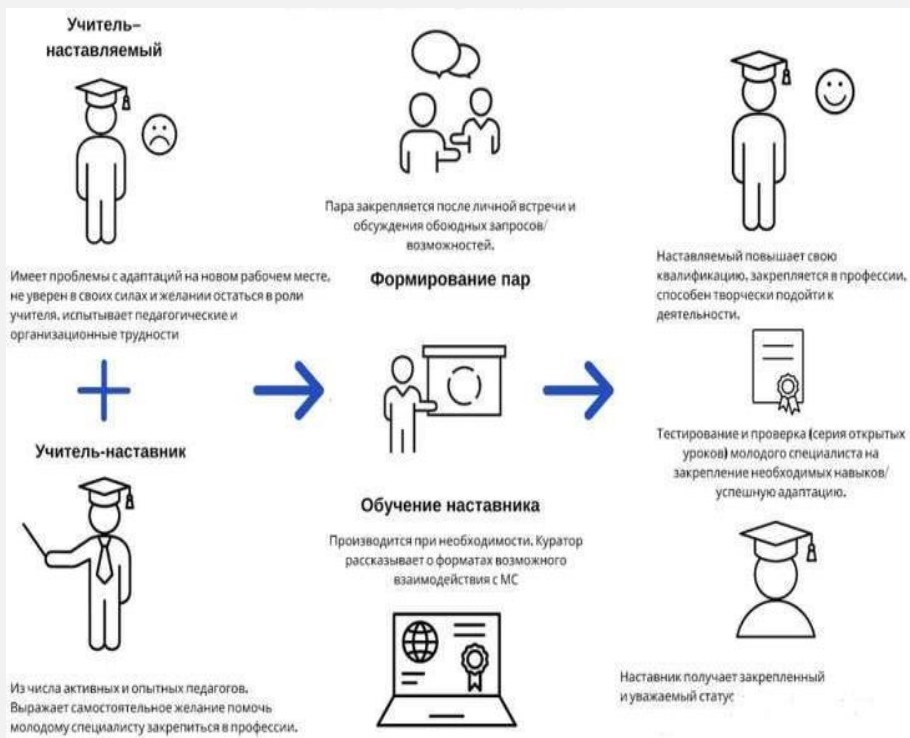 Учитель–
наставляемый
Имеет проблемы с адаптаций на новом рабочем месте,
не уверен в своих силах и желании остаться в роли
учителя, испытывает педагогические и
организационные трудности
Учитель-наставник
Из числа активных и опытных педагогов.
Выражает самостоятельное желание помочь
молодому специалисту закрепиться в профессии.
Пара закрепляется после личной встречи и
обсуждения обоюдных запросов/
возможностей.
Формирование пар
Обучение наставника
Производится при необходимости. Куратор
рассказывает о форматах возможного
взаимодействия с МС
Наставляемый повышает свою
квалификацию, закрепляется в профессии,
способен творчески подойти к
деятельности.
Тестирование и проверка (серия открытых
уроков) молодого специалиста на
закрепление необходимых навыков/
успешную адаптацию.
Наставник получает закрепленный
и уважаемый статус